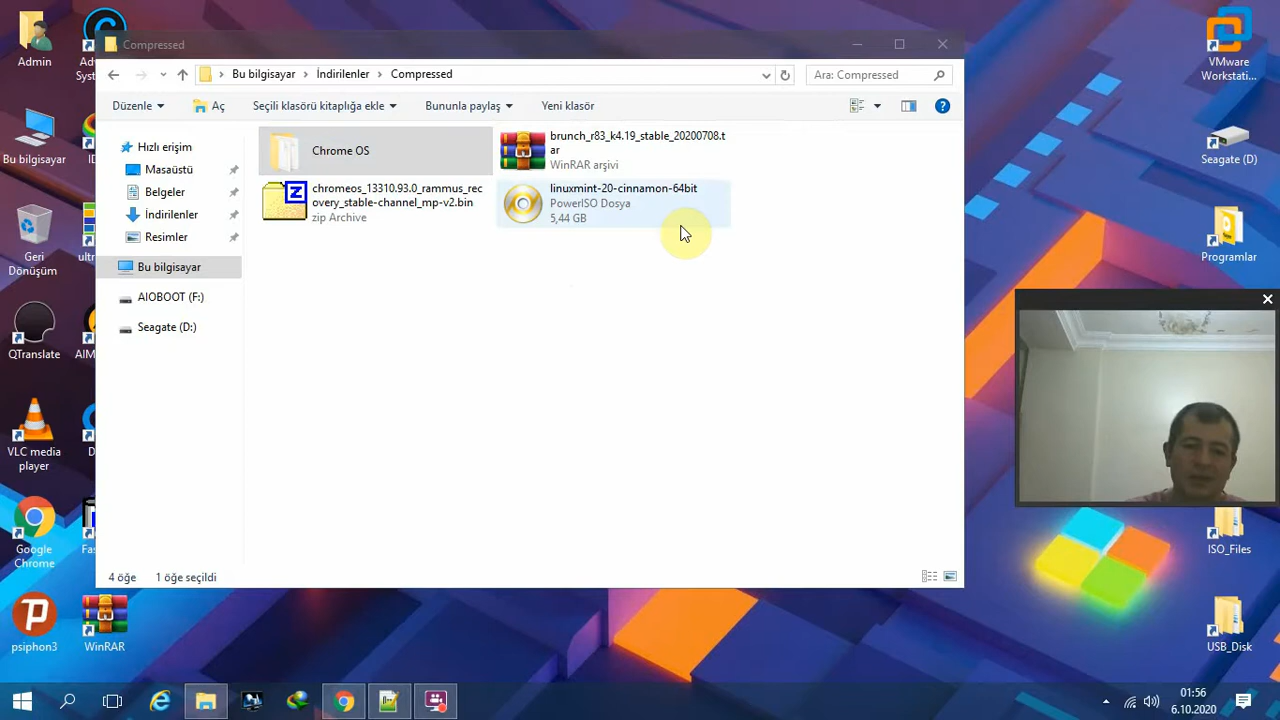 Compressed
Bu bilgisayar
İndirilenler
Compressed
Ara: Compressed
Düzenle
Aç
Seçili klasörü kitaplığa ekle
Bununla paylaş
Yeni klasör
Hızlı erişim
Masaüstü
Belgeler
İndirilenler
Resimler
Bu bilgisayar
AIOBOOT (F:)
Seagate (D:)
Chrome OS
brunch_r83_k4.19_stable_20200708.t
ar
WinRAR arşivi
chromeos_13310.93.0_rammus_rec
overy_stable-channel_mp-v2.bin
zip Archive
linuxmint-20-cinnamon-64bit
PowerISO Dosya
5,44 GB
4 öğe
1 öğe seçildi
Admin
Bu bilgisayar
Geri
Dönüşüm
QTranslate
VLC media
player
Google
Chrome
psiphon3
WinRAR
VMware
Workstati...
Seagate (D)
Programlar
ISO_Files
USB_Disk
01:56
6.10.2020